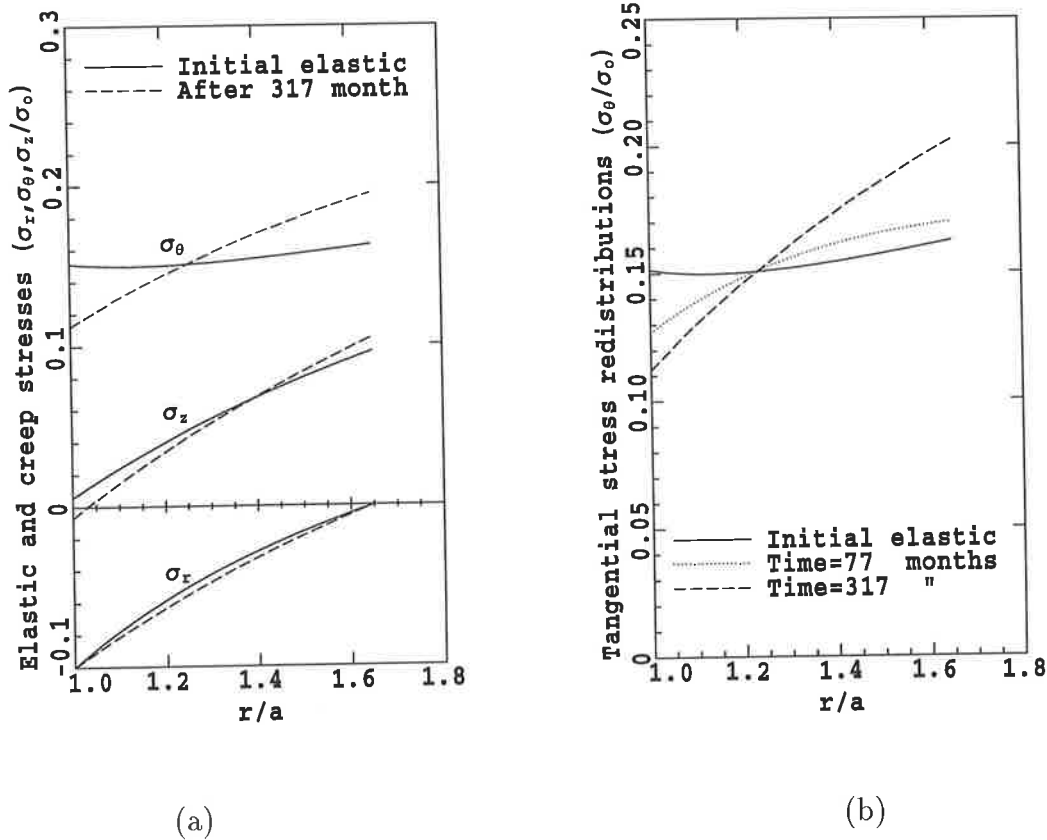 Elastic and creep stresses (σr,σθ,σz/σo)
0.3
0.2
0.1
0
-0.1
Initial elastic
After 317 month
σθ
σz
σr
1.0 1.2 1.4 1.6 1.8
r/a
(a)
Tangential stress redistributions (σθ/σo)
0.25
0.20
0.15
0.10
0.05
0
Initial elastic
Time=77 months
Time=317 "
1.0 1.2 1.4 1.6 1.8
r/a
(b)